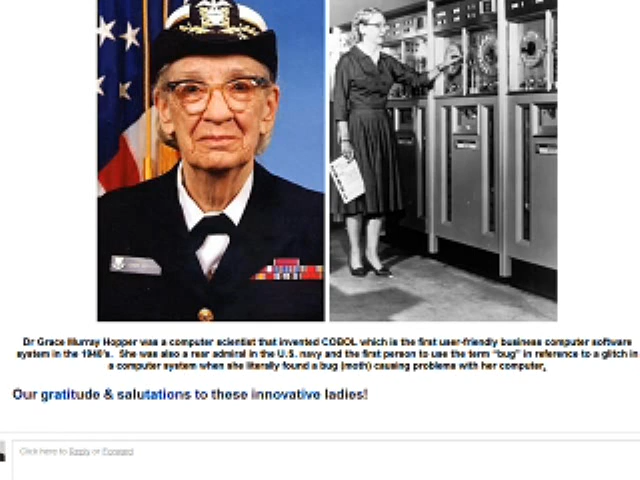 Dr Grace Murray Hopper was a computer scientist that invented COBOL which is the first user-friendly business computer software
system in the 1940's. She was also a rear admiral in the U.S. navy and the first person to use the term "bug" in reference to a glitch in
a computer system when she literally found a bug (moth) causing problems with her computer.
Our gratitude & salutations to these innovative ladies!
Click here to Reply or Forward